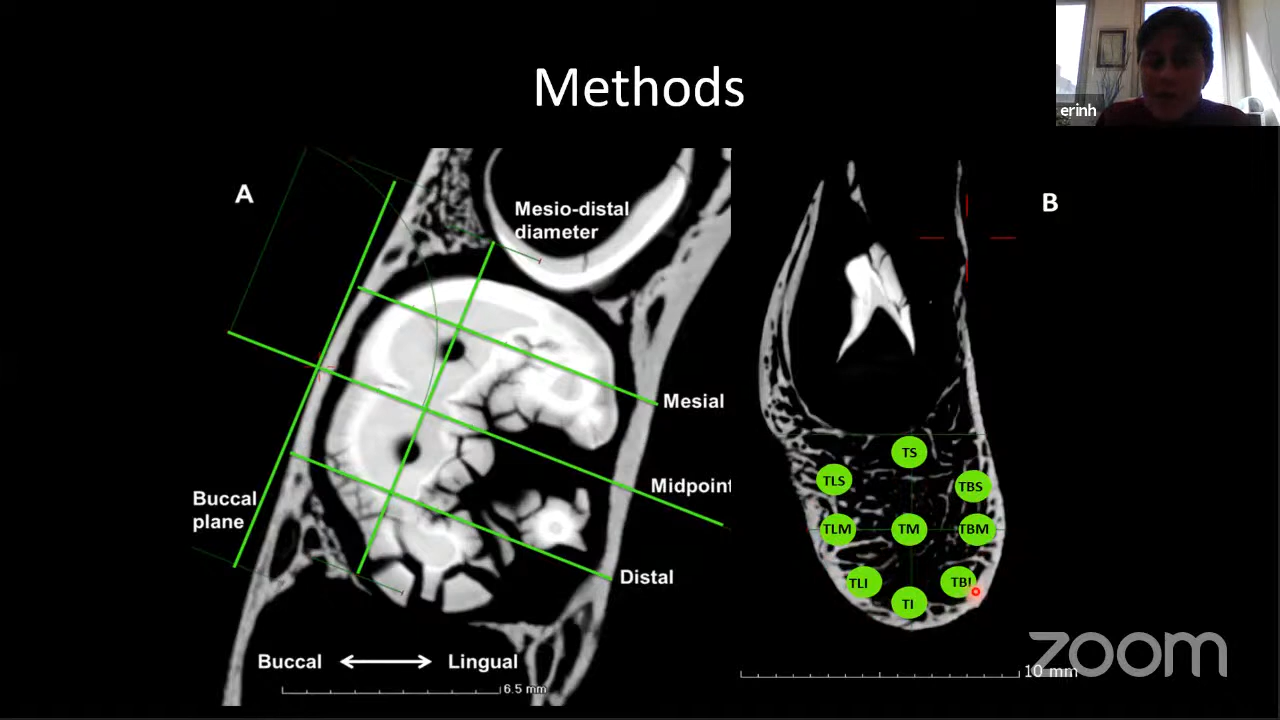 Methods
erinh
A
Mesio-distal
diameter
Mesial
Midpoint
Buccal
plane
Distal
Buccal
Lingual
6.5 mm
B
TS
TLS
TBS
TLM
TM
TBM
TLI
TBI
TI
10 mm
zoom